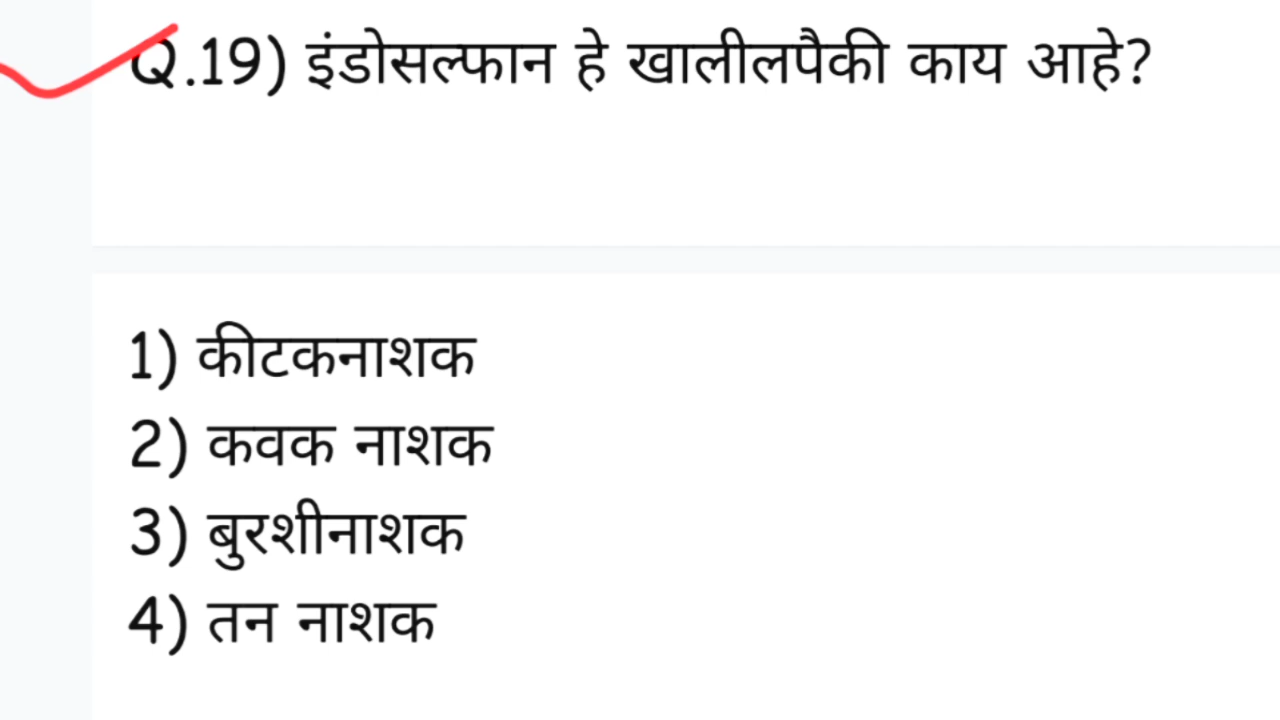 Q.19) इंडोसल्फान हे खालीलपैकी काय आहे?
1) कीटकनाशक
2) कवक नाशक
3) बुरशीनाशक
4) तन नाशक